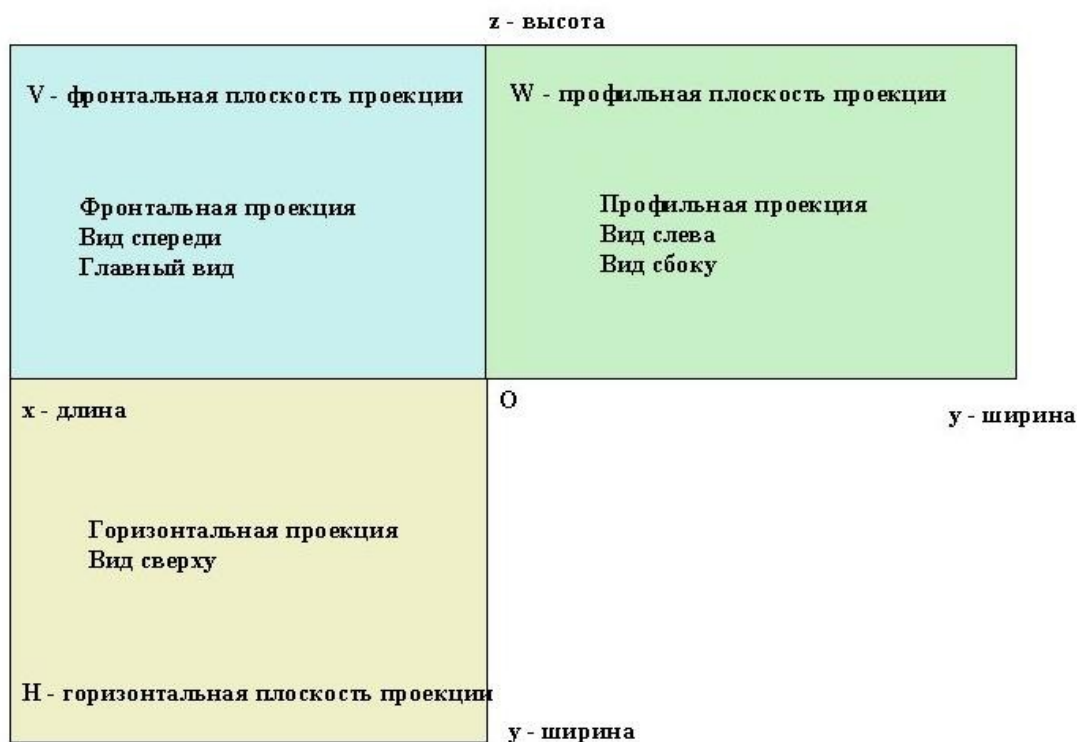 z - высота
V - фронтальная плоскость проекции
W - профильная плоскость проекции
Фронтальная проекция
Вид спереди
Главный вид
Профильная проекция
Вид слева
Вид сбоку
x - длина
O
y - ширина
Горизонтальная проекция
Вид сверху
H - горизонтальная плоскость проекции
y - ширина